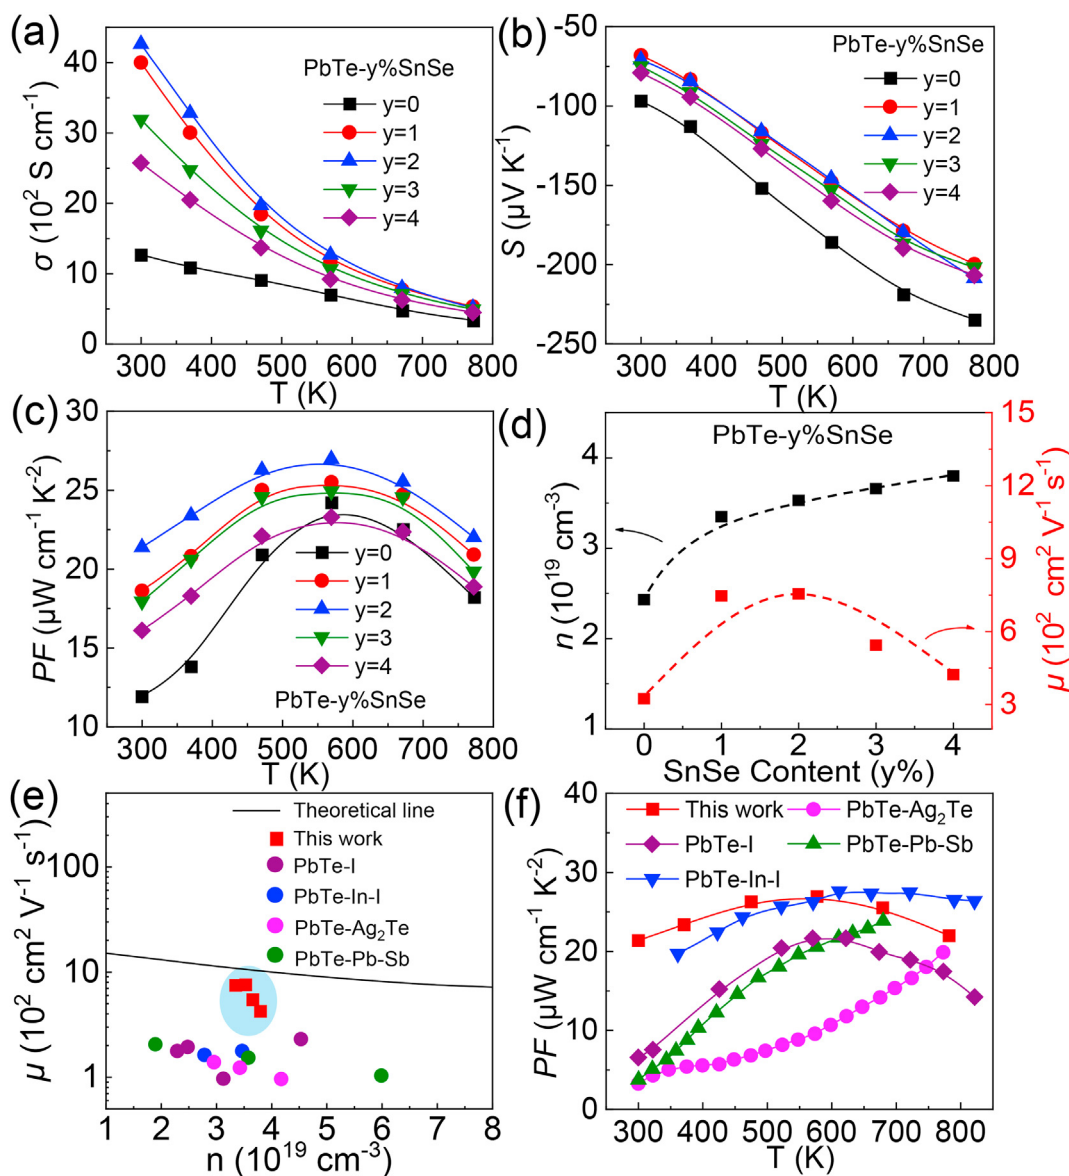 (a)
PbTe-y%SnSe
y=0
y=1
y=2
y=3
y=4
40
30
20
10
0
σ (10² S cm⁻¹)
300 400 500 600 700 800
T (K)
(b)
PbTe-y%SnSe
y=0
y=1
y=2
y=3
y=4
-50
-100
-150
-200
-250
S (µV K⁻¹)
300 400 500 600 700 800
T (K)
(c)
30
25
20
15
10
PF (µW cm⁻¹ K⁻²)
y=0
y=1
y=2
y=3
y=4
PbTe-y%SnSe
300 400 500 600 700 800
T (K)
(d)
PbTe-y%SnSe
4
3
2
1
n (10¹⁹ cm⁻³)
15
12
9
6
3
µ (10² cm² V⁻¹ s⁻¹)
0 1 2 3 4
SnSe Content (y%)
(e)
Theoretical line
This work
PbTe-I
PbTe-In-I
PbTe-Ag₂Te
PbTe-Pb-Sb
100
10
1
µ (10² cm² V⁻¹ s⁻¹)
1 2 3 4 5 6 7 8
n (10¹⁹ cm⁻³)
(f)
This work PbTe-Ag₂Te
PbTe-I PbTe-Pb-Sb
PbTe-In-I
40
30
20
10
0
PF (µW cm⁻¹ K⁻²)
300 400 500 600 700 800
T (K)